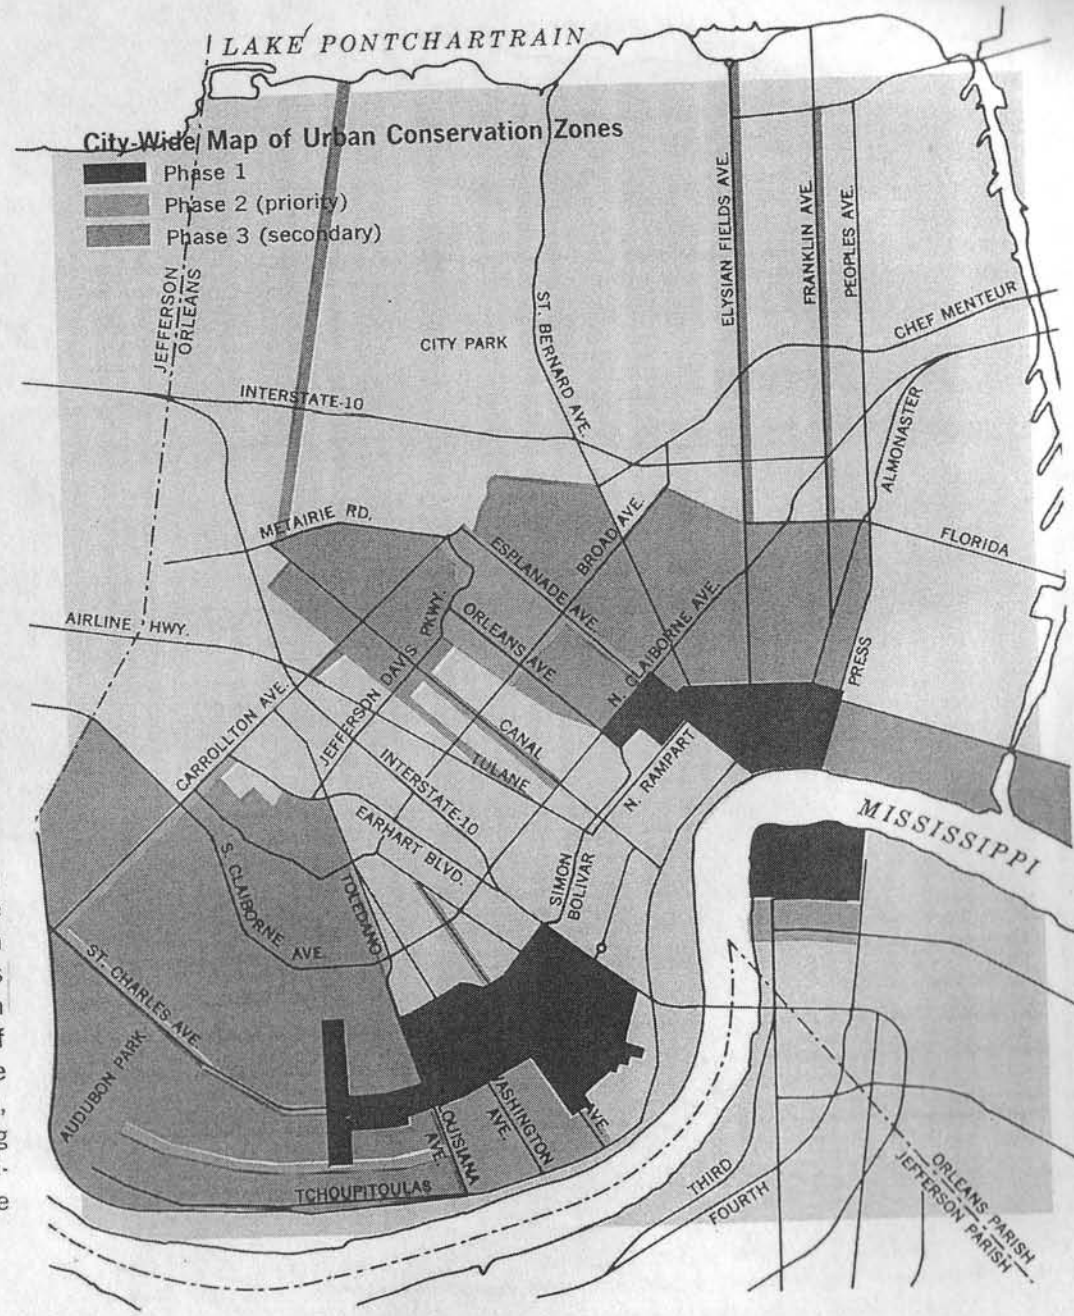 LAKE PONTCHARTRAIN
City-Wide Map of Urban Conservation Zones
Phase 1
Phase 2 (priority)
Phase 3 (secondary)
JEFFERSON
ORLEANS
CITY PARK
ST. BERNARD AVE.
ELYSIAN FIELDS AVE.
FRANKLIN AVE.
PEOPLES AVE.
CHEF MENTEUR
INTERSTATE-10
ALMONASTER
METAIRIE RD.
BROAD AVE.
ESPLANADE AVE.
FLORIDA
AIRLINE HWY.
ORLEANS AVE
N. CLAIBORNE AVE.
PRESS
JEFFERSON DAVIS PKWY.
CARROLLTON AVE.
CANAL
TULANE
INTERSTATE-10
N. RAMPART
EARHART BLVD.
MISSISSIPPI
S. CLAIBORNE AVE.
TOLEDANO
SIMON
BOLIVAR
ST. CHARLES AVE
AUDUBON PARK
LOUISIANA
AVE.
WASHINGTON
AVE.
AVE.
TCHOUPITOULAS
THIRD
FOURTH
ORLEANS PARISH
JEFFERSON PARISH